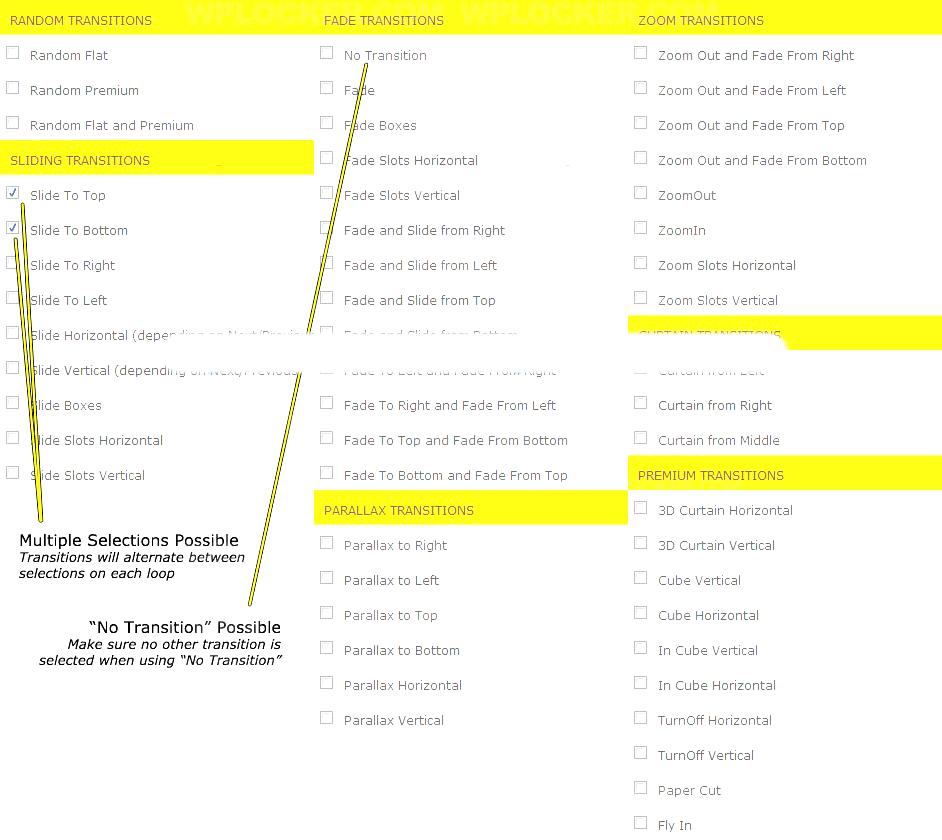 WPLOCKER.COM WPLOCKER.COM
RANDOM TRANSITIONS
Random Flat
Random Premium
Random Flat and Premium
SLIDING TRANSITIONS
Slide To Top
Slide To Bottom
Slide To Right
Slide To Left
Slide Horizontal (depending on Next/Previous
Slide Vertical (depending on Next/Previous
Slide Boxes
Slide Slots Horizontal
Slide Slots Vertical
Multiple Selections Possible
Transitions will alternate between
selections on each loop
“No Transition” Possible
Make sure no other transition is
selected when using “No Transition”
FADE TRANSITIONS
No Transition
Fade
Fade Boxes
Fade Slots Horizontal
Fade Slots Vertical
Fade and Slide from Right
Fade and Slide from Left
Fade and Slide from Top
Fade and Slide from Bottom
Fade To Left and Fade From Right
Fade To Right and Fade From Left
Fade To Top and Fade From Bottom
Fade To Bottom and Fade From Top
PARALLAX TRANSITIONS
Parallax to Right
Parallax to Left
Parallax to Top
Parallax to Bottom
Parallax Horizontal
Parallax Vertical
ZOOM TRANSITIONS
Zoom Out and Fade From Right
Zoom Out and Fade From Left
Zoom Out and Fade From Top
Zoom Out and Fade From Bottom
ZoomOut
ZoomIn
Zoom Slots Horizontal
Zoom Slots Vertical
CURTAIN TRANSITIONS
Curtain from Left
Curtain from Right
Curtain from Middle
PREMIUM TRANSITIONS
3D Curtain Horizontal
3D Curtain Vertical
Cube Vertical
Cube Horizontal
In Cube Vertical
In Cube Horizontal
TurnOff Horizontal
TurnOff Vertical
Paper Cut
Fly In